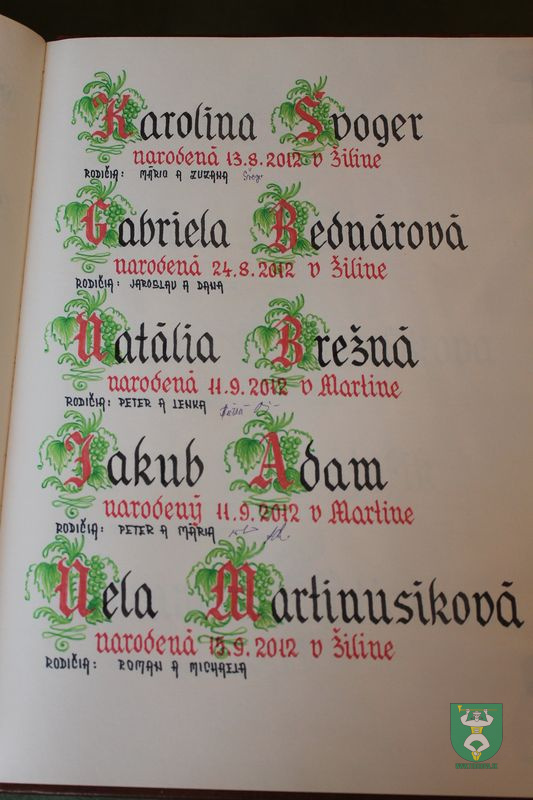 Karolina Švoger
narodená 13.8.2012 v Žiline
RODIČIA: MÁRIO A ZUZANA
Gabriela Bednárová
narodená 24.8.2012 v Žiline
RODIČIA: JAROSLAV A DANA
Natália Brežná
narodená 11.9.2012 v Martine
RODIČIA: PETER A LENKA
Jakub Adam
narodený 11.9.2012 v Martine
RODIČIA: PETER A MÁRIA
Nela Martinusiková
narodená 15.9.2012 v Žiline
RODIČIA: ROMAN A MICHAELA